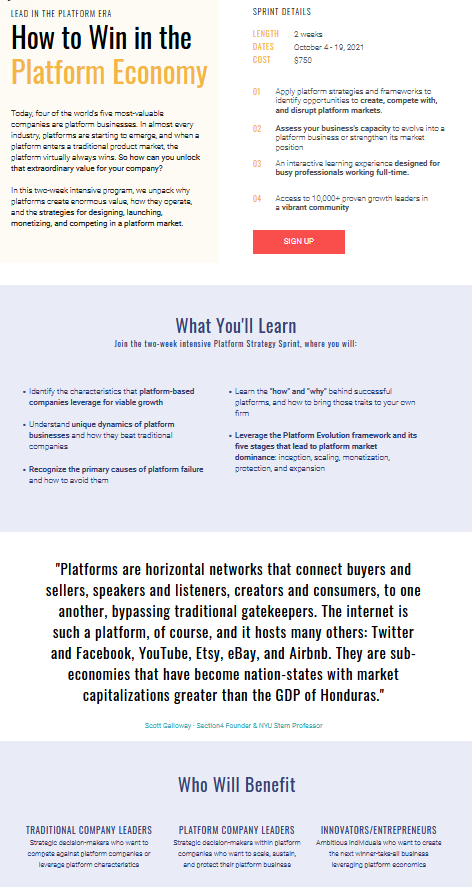 LEAD IN THE PLATFORM ERA
How to Win in the
Platform Economy
Today, four of the world's five most-valuable
companies are platform businesses. In almost every
industry, platforms are starting to emerge, and when a
platform enters a traditional product market, the
platform virtually always wins. So how can you unlock
that extraordinary value for your company?
In this two-week intensive program, we unpack why
platforms create enormous value, how they operate,
and the strategies for designing, launching,
monetizing, and competing in a platform market.
SPRINT DETAILS
LENGTH 2 weeks
DATES October 4 - 19, 2021
COST $750
01 Apply platform strategies and frameworks to
identify opportunities to create, compete with,
and disrupt platform markets.
02 Assess your business's capacity to evolve into a
platform business or strengthen its market
position
03 An interactive learning experience designed for
busy professionals working full-time.
04 Access to 10,000+ proven growth leaders in
a vibrant community
SIGN UP
What You'll Learn
Join the two-week intensive Platform Strategy Sprint, where you will:
• Identify the characteristics that platform-based
companies leverage for viable growth
• Understand unique dynamics of platform
businesses and how they beat traditional
companies
• Recognize the primary causes of platform failure
and how to avoid them
• Learn the "how" and "why" behind successful
platforms, and how to bring those traits to your own
firm
• Leverage the Platform Evolution framework and its
five stages that lead to platform market
dominance: inception, scaling, monetization,
protection, and expansion
"Platforms are horizontal networks that connect buyers and
sellers, speakers and listeners, creators and consumers, to one
another, bypassing traditional gatekeepers. The internet is
such a platform, of course, and it hosts many others: Twitter
and Facebook, YouTube, Etsy, eBay, and Airbnb. They are sub-
economies that have become nation-states with market
capitalizations greater than the GDP of Honduras."
Scott Galloway - Section4 Founder & NYU Stern Professor
Who Will Benefit
TRADITIONAL COMPANY LEADERS
Strategic decision-makers who want to
compete against platform companies or
leverage platform characteristics
PLATFORM COMPANY LEADERS
Strategic decision-makers within platform
companies who want to scale, sustain,
and protect their platform business
INNOVATORS/ENTREPRENEURS
Ambitious individuals who want to create
the next winner-takes-all business
leveraging platform economics